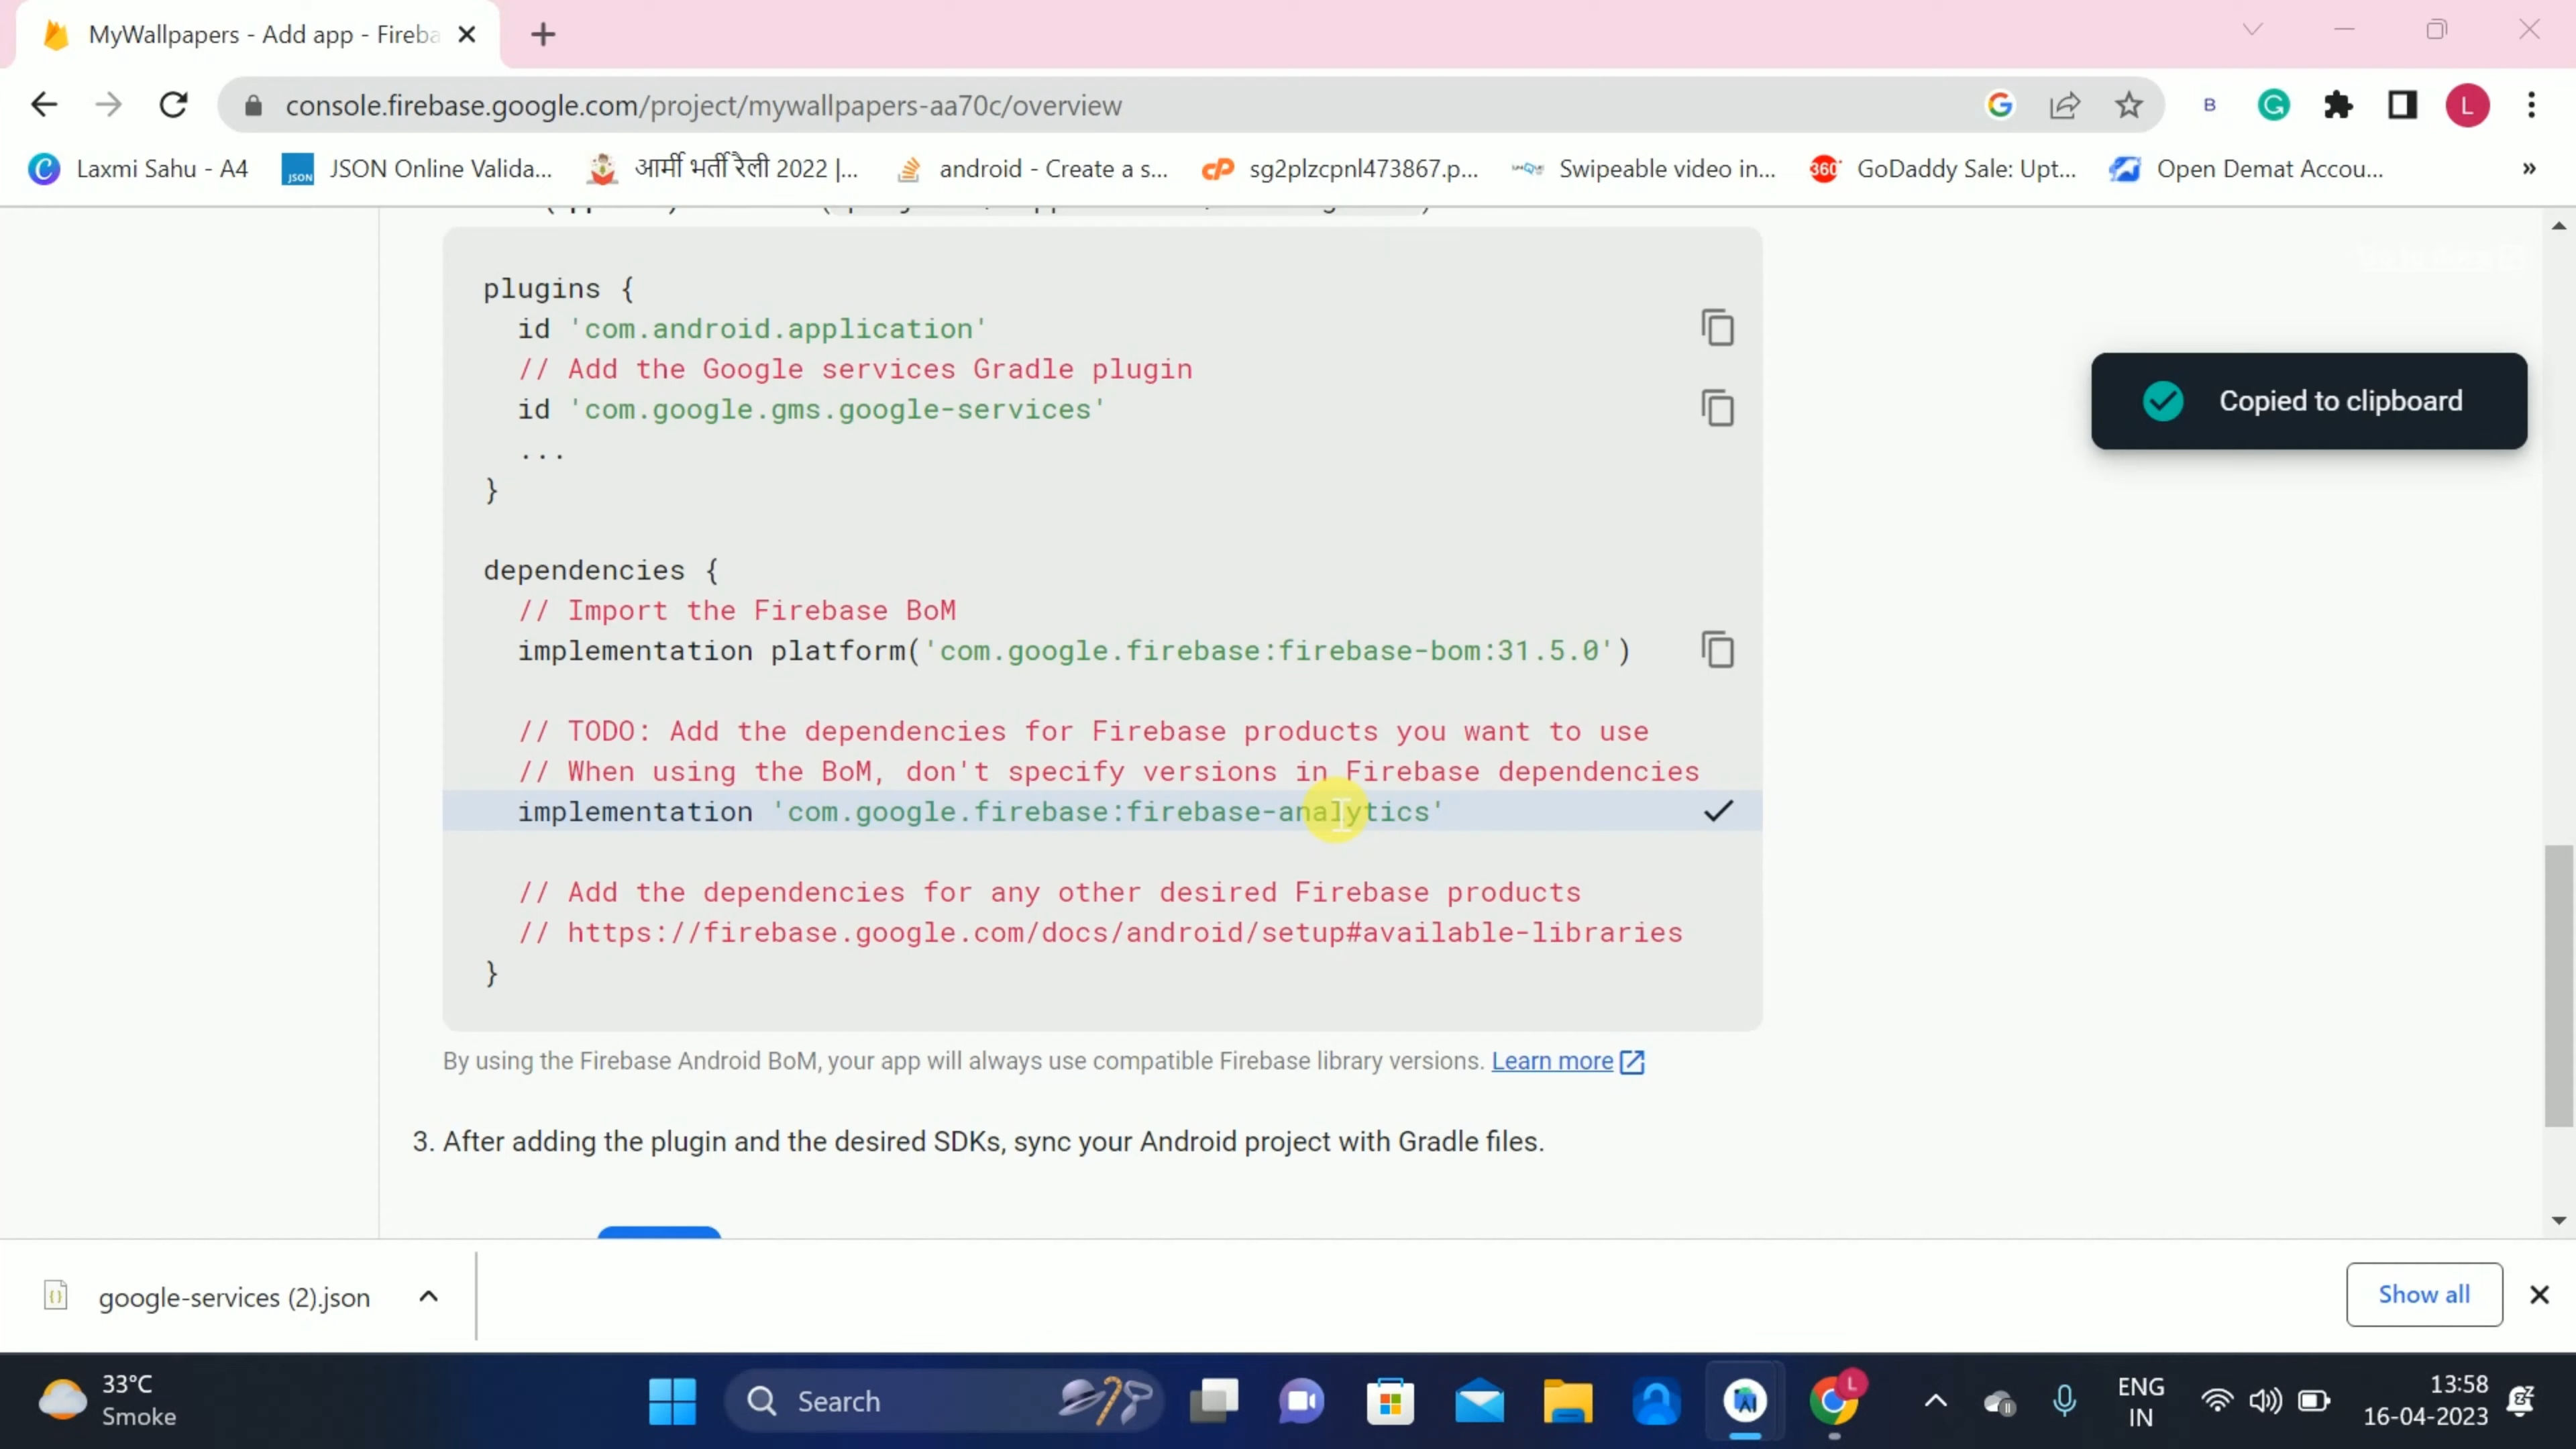 MyWallpapers - Add app - Fireba
console.firebase.google.com/project/mywallpapers-aa70c/overview
B
G
L
Laxmi Sahu - A4
JSON
JSON Online Valida...
आर्मी भर्ती रैली 2022 |...
android - Create a s...
cP
sg2plzcpnl473867.p...
Swipeable video in...
360
GoDaddy Sale: Upt...
Open Demat Accou...
»
plugins {
id 'com.android.application'
// Add the Google services Gradle plugin
id 'com.google.gms.google-services'
...
}
Copied to clipboard
dependencies {
// Import the Firebase BoM
implementation platform('com.google.firebase:firebase-bom:31.5.0')
// TODO: Add the dependencies for Firebase products you want to use
// When using the BoM, don't specify versions in Firebase dependencies
implementation 'com.google.firebase:firebase-analytics'
// Add the dependencies for any other desired Firebase products
// https://firebase.google.com/docs/android/setup#available-libraries
}
By using the Firebase Android BoM, your app will always use compatible Firebase library versions. Learn more
3. After adding the plugin and the desired SDKs, sync your Android project with Gradle files.
google-services (2).json
Show all
33°C
Smoke
Search
L
ENG
IN
13:58
16-04-2023